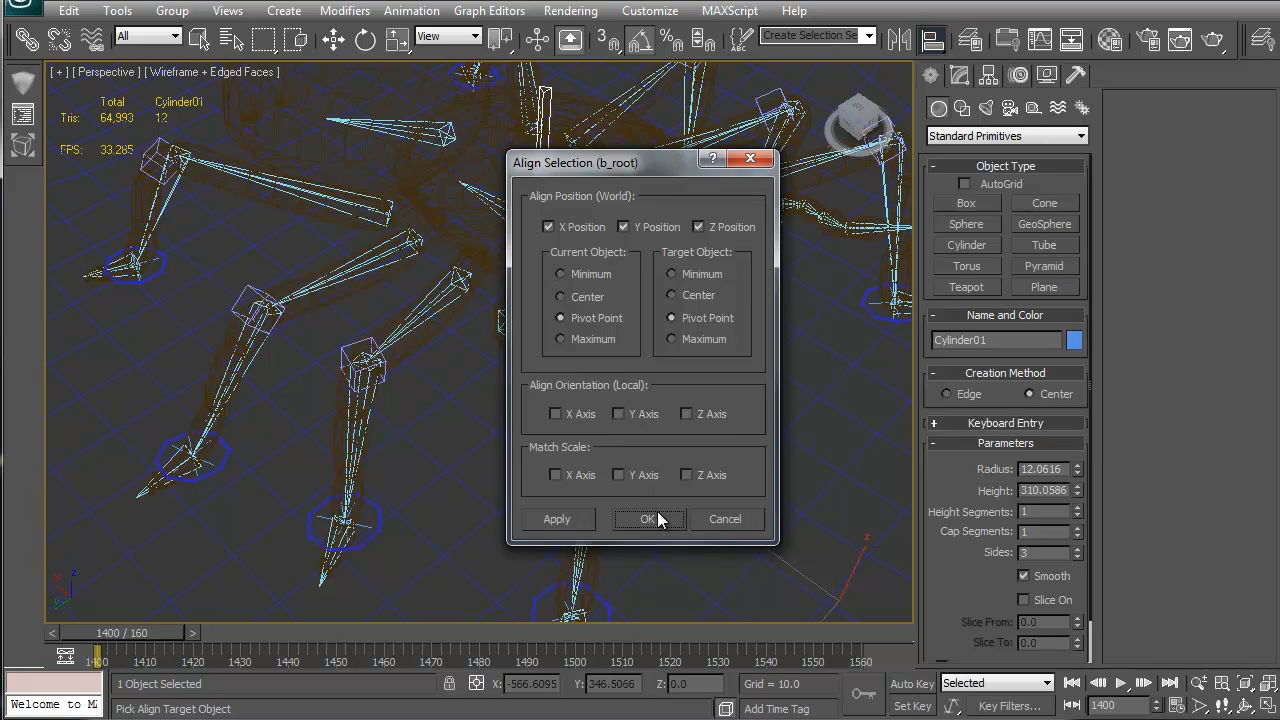 Edit Tools Group Views Create Modifiers Animation Graph Editors Rendering Customize MAXScript Help
All View Create Selection Se
[ + ] [ Perspective ] [ Wireframe + Edged Faces ]
Total Cylinder01
Tris: 64,993 12
FPS: 33.285
Align Selection (b_root)
Align Position (World):
X Position Y Position Z Position
Current Object: Target Object:
Minimum Minimum
Center Center
Pivot Point Pivot Point
Maximum Maximum
Align Orientation (Local):
X Axis Y Axis Z Axis
Match Scale:
X Axis Y Axis Z Axis
Apply OK Cancel
Standard Primitives
- Object Type
AutoGrid
Box Cone
Sphere GeoSphere
Cylinder Tube
Torus Pyramid
Teapot Plane
- Name and Color
Cylinder01
- Creation Method
Edge Center
+ Keyboard Entry
- Parameters
Radius: 12.0616
Height: 310.0586
Height Segments: 1
Cap Segments: 1
Sides: 3
Smooth
Slice On
Slice From: 0.0
Slice To: 0.0
< 1400 / 160 >
1400 1410 1420 1430 1440 1450 1460 1470 1480 1490 1500 1510 1520 1530 1540 1550 1560
1 Object Selected X: -566.6095 Y: 346.5066 Z: 0.0 Grid = 10.0 Auto Key Selected
Welcome to MA Pick Align Target Object Add Time Tag Set Key Key Filters... 1400